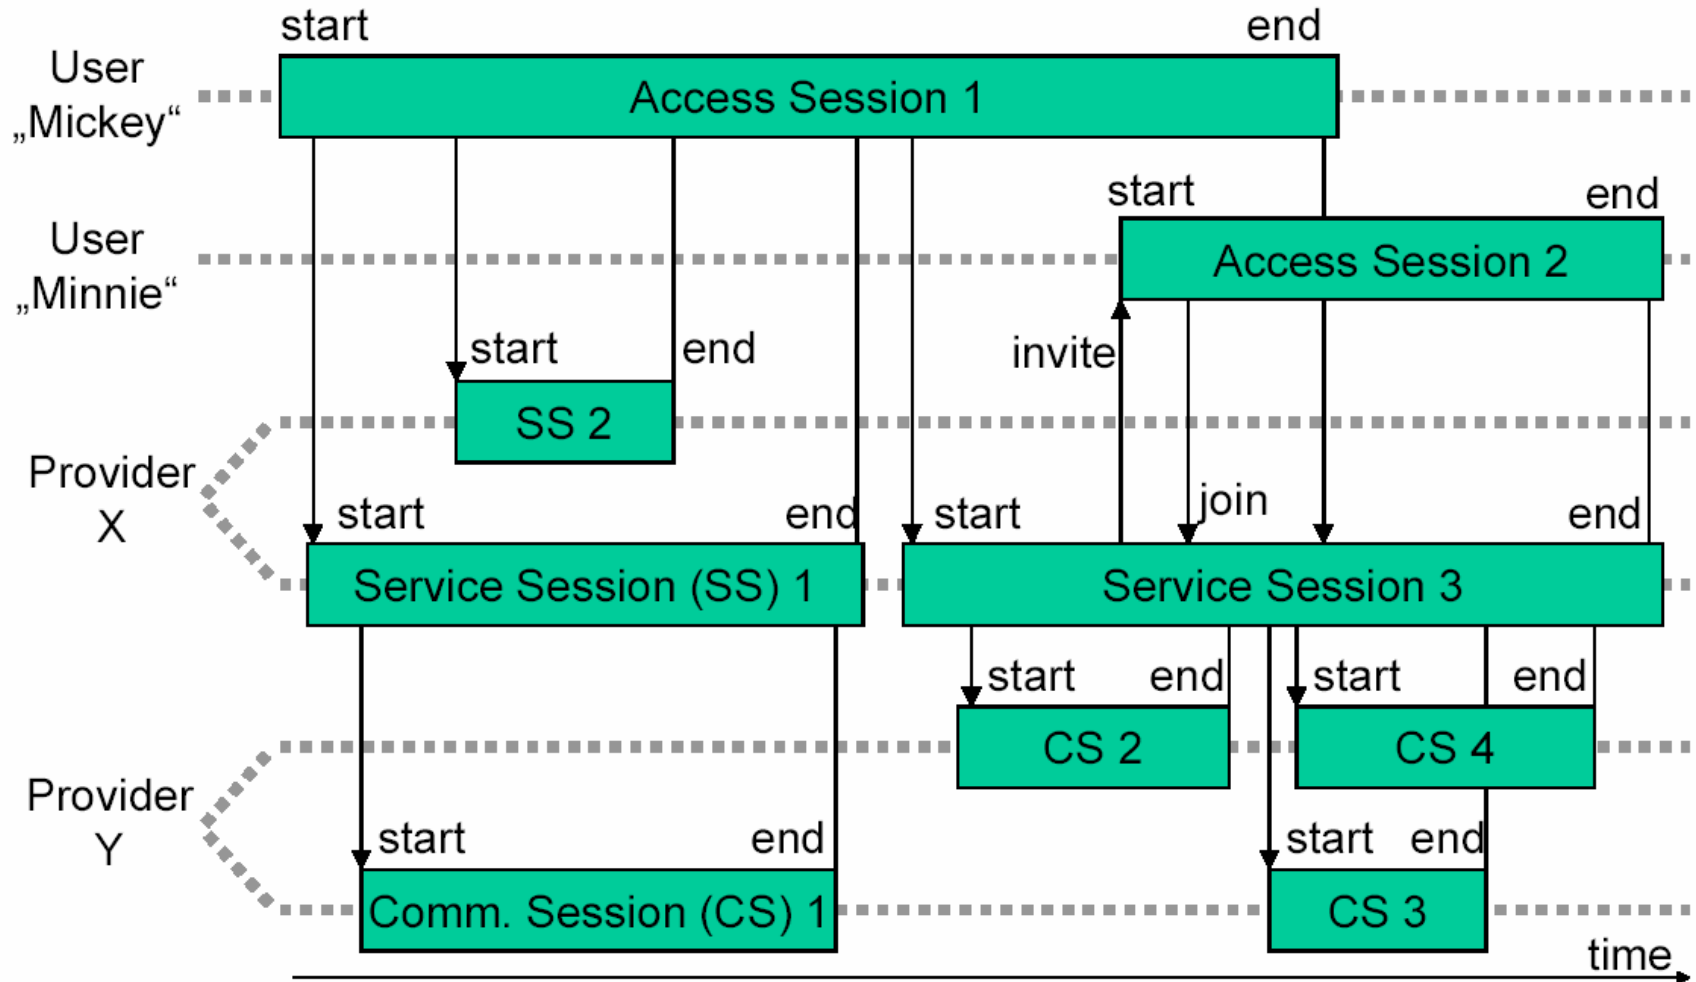 start
end
User
„Mickey“
Access Session 1
start
end
User
„Minnie“
Access Session 2
invite
start
end
SS 2
Provider
X
start
end
start
join
end
Service Session (SS) 1
Service Session 3
start
end
start
end
CS 2
CS 4
Provider
Y
start
end
start
end
Comm. Session (CS) 1
CS 3
time